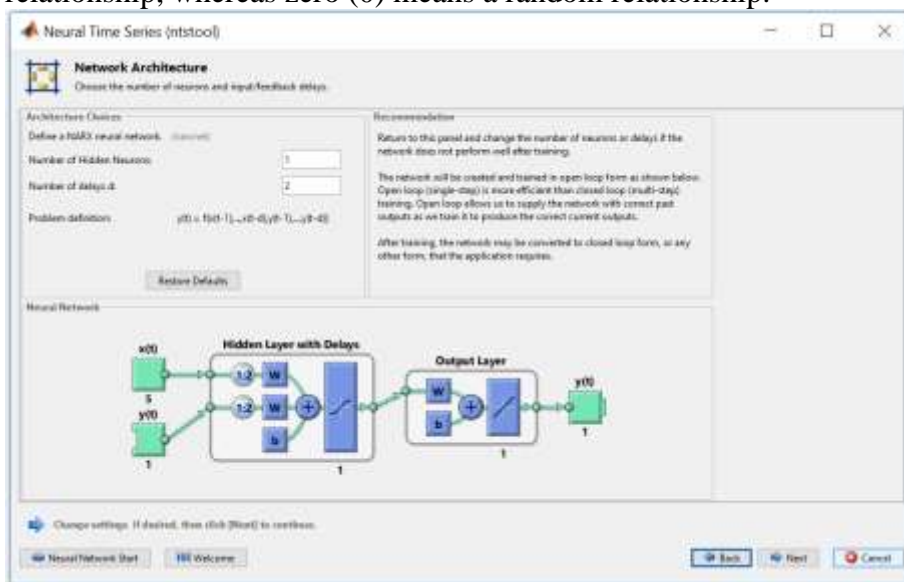 relationship, whereas zero (0) means a random relationship.
Neural Time Series (ntstool)
Network Architecture
Choose the number of neurons and input/feedback delays.
Architecture Choices
Define a NARX neural network.
Number of Hidden Neurons:
1
Number of delays d:
2
Problem definition: y(t) = f(x(t-1),...,x(t-d),y(t-1),...,y(t-d))
Restore Defaults
Recommendation
Return to this panel and change the number of neurons or delays if the
network does not perform well after training.
The network will be created and trained in open loop form as shown below.
Open loop (single-step) is more efficient than closed loop (multi-step)
training. Open loop allows us to supply the network with correct past
outputs as we train it to produce the correct current outputs.
After training, the network may be converted to closed loop form, or any
other form, that the application requires.
Neural Network
Hidden Layer with Delays
Output Layer
x(t)
5
y(t)
1
1:2
W
1:2
W
b
+
1
W
b
+
1
y(t)
1
Change settings if desired, then click [Next] to continue.
Neural Network Start
Welcome
Back
Next
Cancel